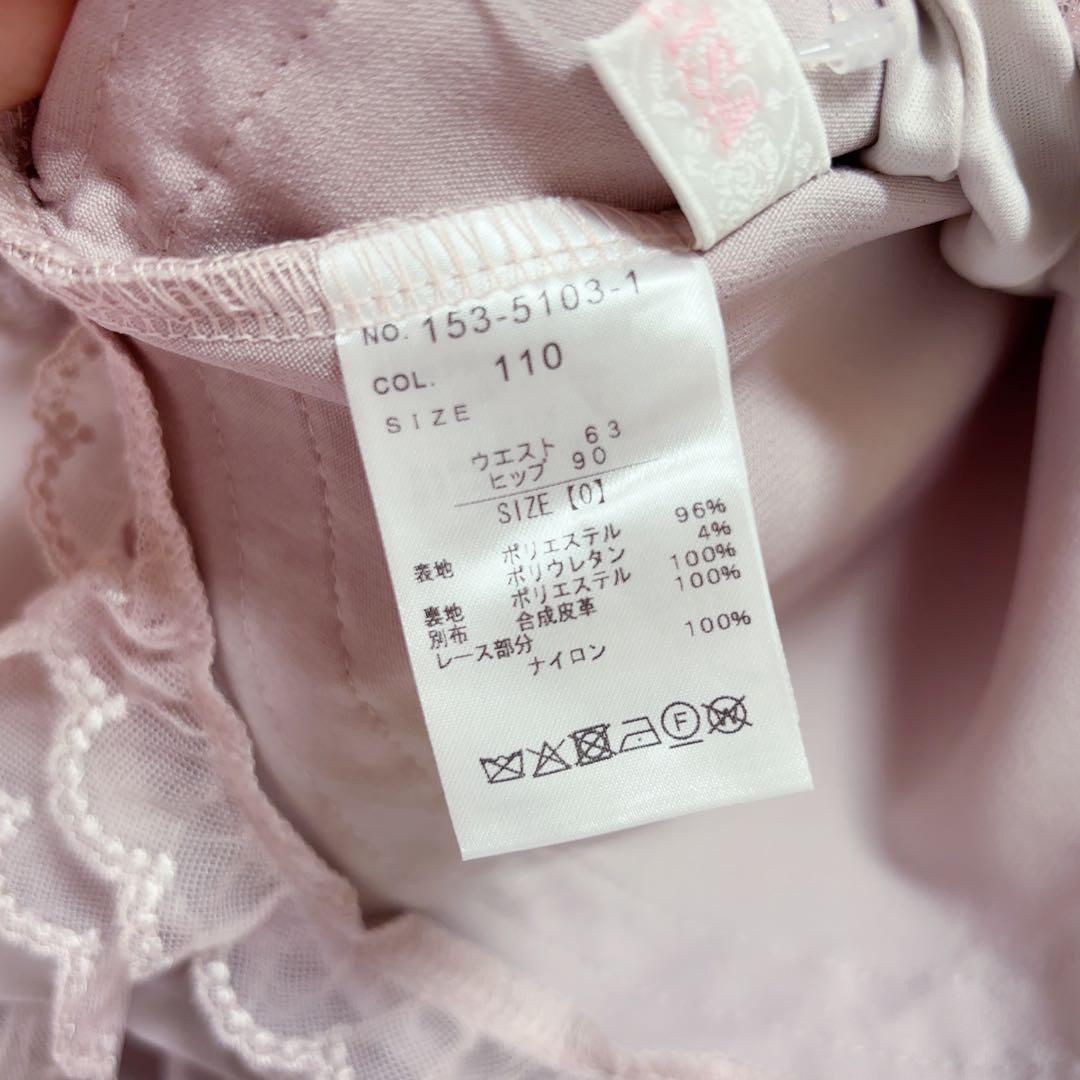 NO. 153-5103-1
COL. 110
SIZE
ウエスト 63
ヒップ 90
SIZE【0】
表地 ポリエステル 96%
ポリウレタン 4%
裏地 ポリエステル 100%
別布 合成皮革 100%
レース部分
ナイロン 100%
F W